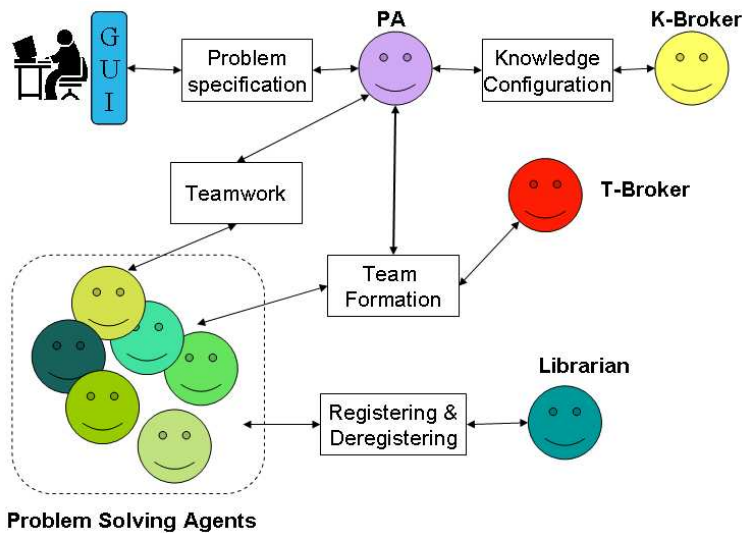 PA
K-Broker
G
U
I
Problem
specification
Knowledge
Configuration
Teamwork
T-Broker
Team
Formation
Librarian
Registering &
Deregistering
Problem Solving Agents